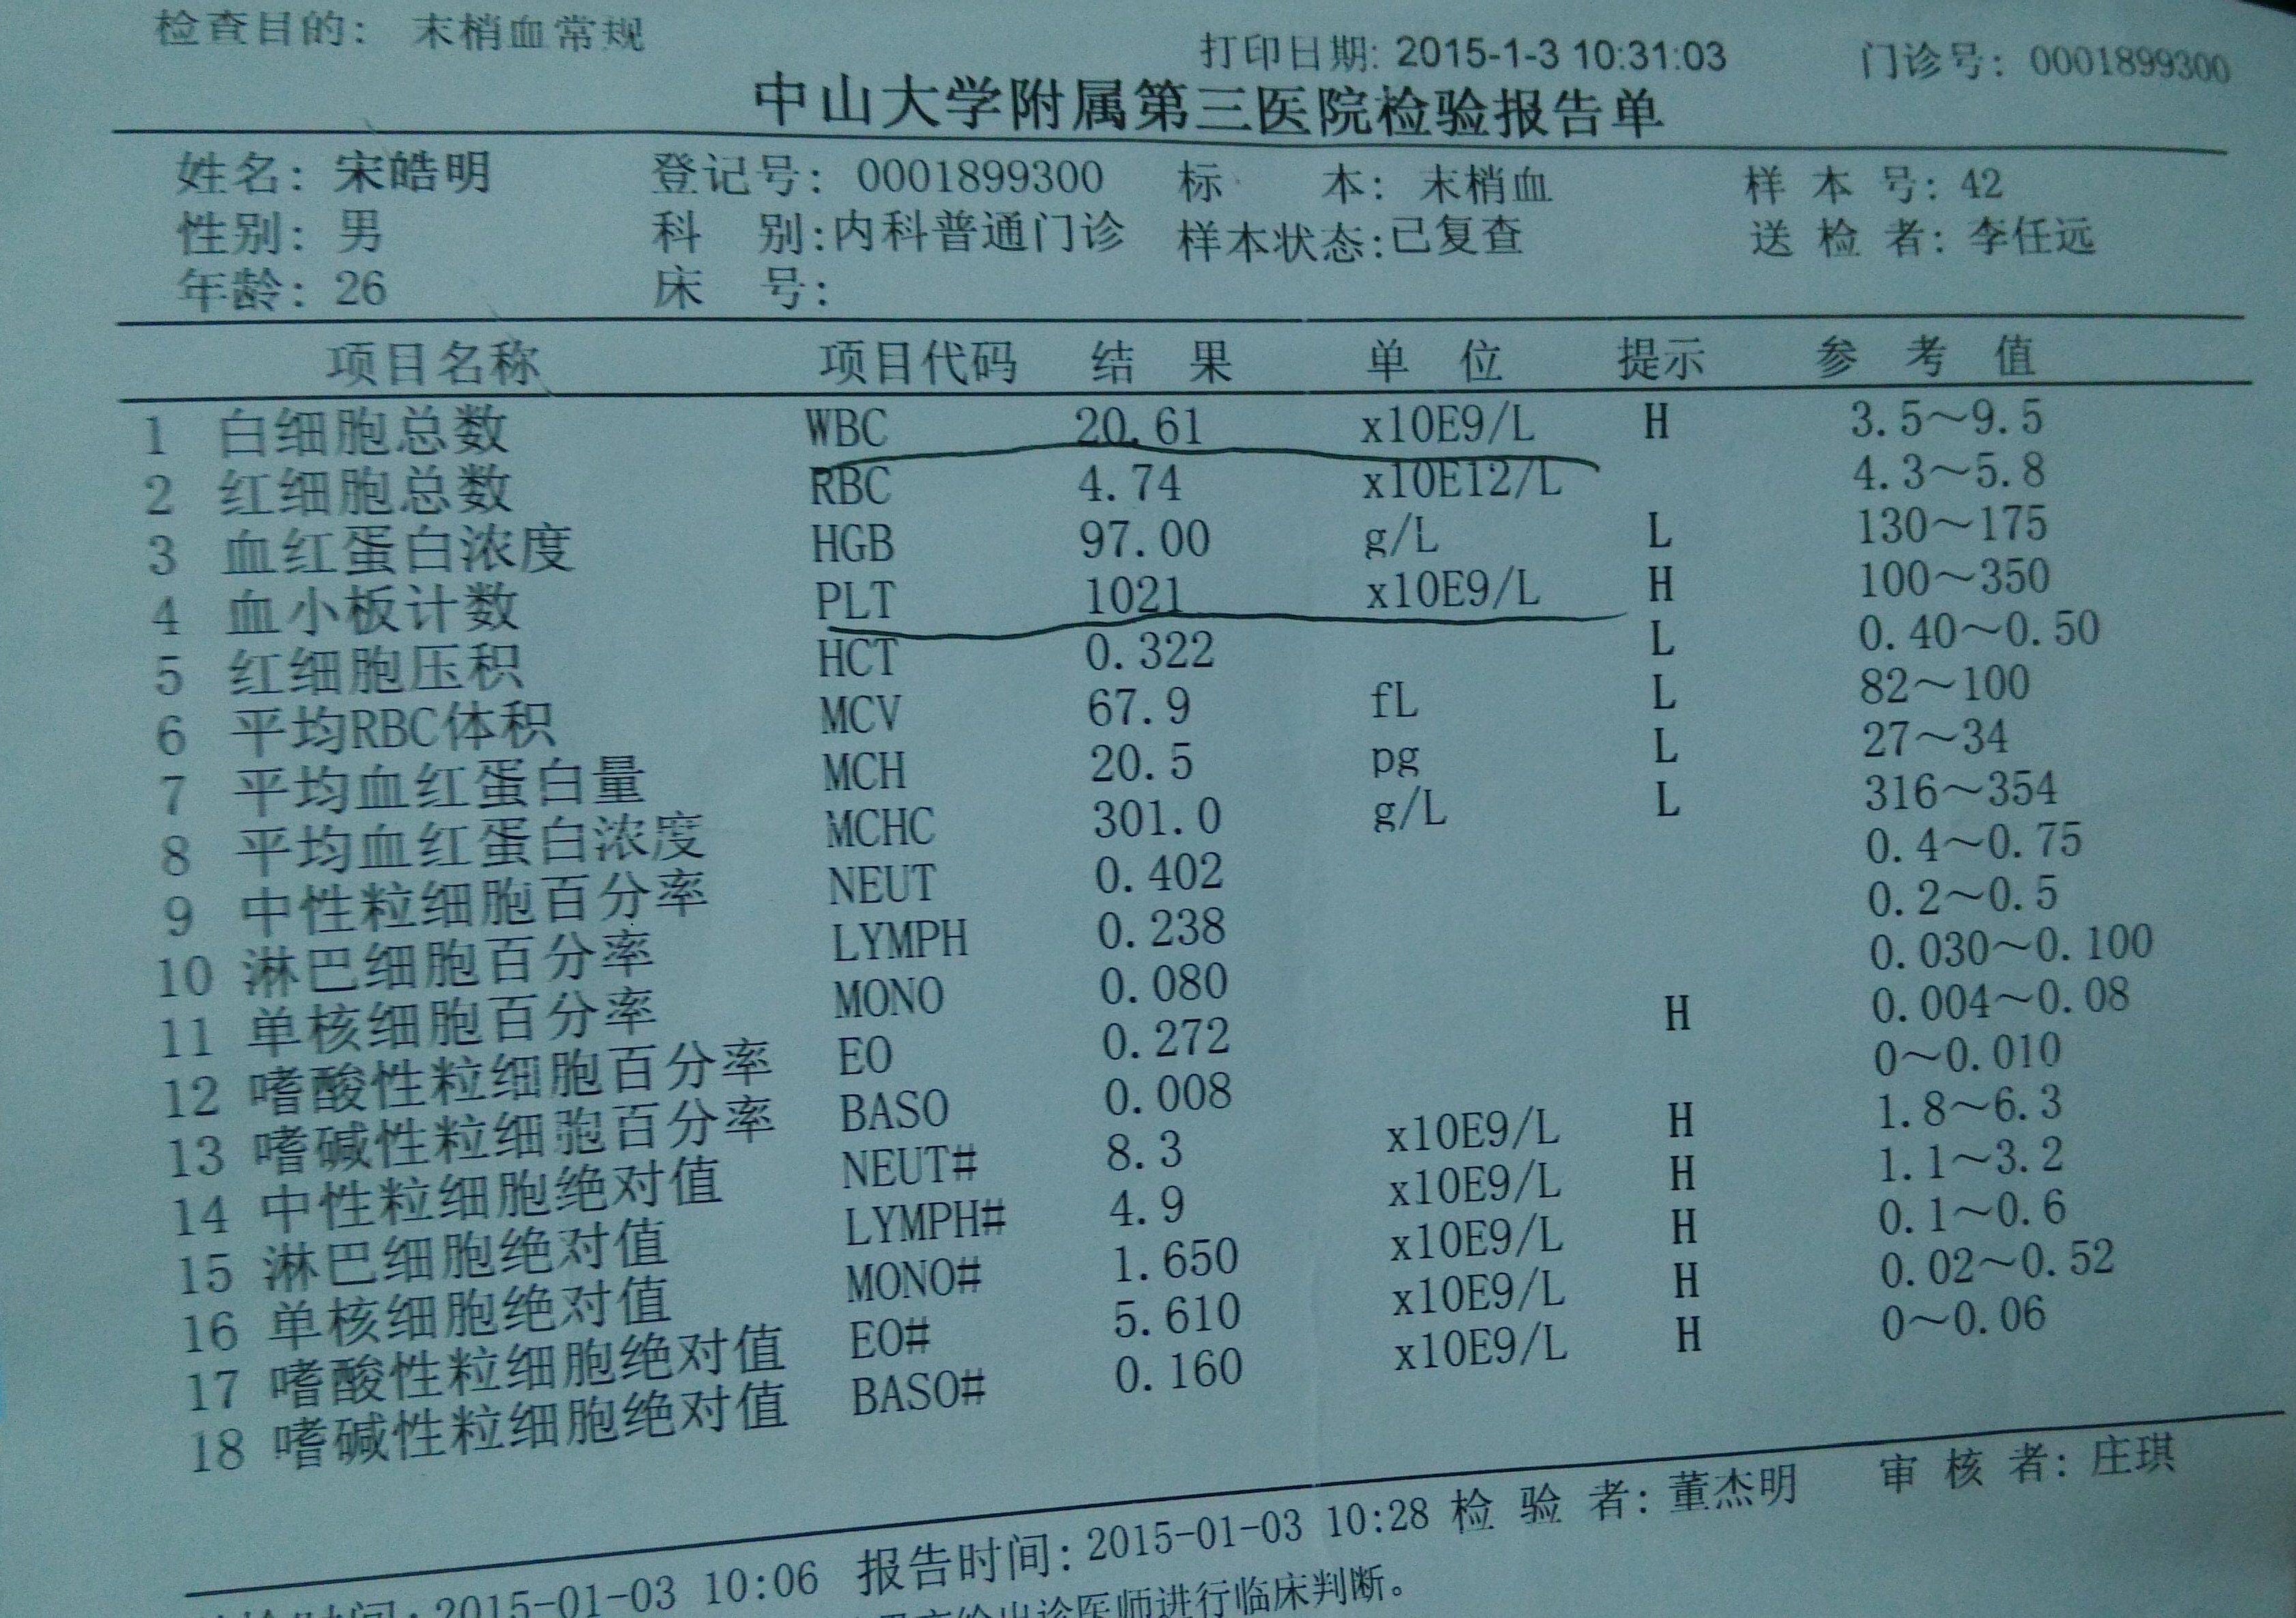 检查目的: 末梢血常规 打印日期: 2015-1-3 10:31:03 门诊号: 0001899300
中山大学附属第三医院检验报告单
姓名: 宋皓明 登记号: 0001899300 标 本: 末梢血 样 本 号: 42
性别: 男 科 别:内科普通门诊 样本状态:已复查 送 检 者: 李任远
年龄: 26 床 号:
项目名称 项目代码 结 果 单 位 提示 参 考 值
1 白细胞总数 WBC 20.61 x10E9/L H 3.5～9.5
2 红细胞总数 RBC 4.74 x10E12/L 4.3～5.8
3 血红蛋白浓度 HGB 97.00 g/L L 130～175
4 血小板计数 PLT 1021 x10E9/L H 100～350
5 红细胞压积 HCT 0.322 L 0.40～0.50
6 平均RBC体积 MCV 67.9 fL L 82～100
7 平均血红蛋白量 MCH 20.5 pg L 27～34
8 平均血红蛋白浓度 MCHC 301.0 g/L L 316～354
9 中性粒细胞百分率 NEUT 0.402 0.4～0.75
10 淋巴细胞百分率 LYMPH 0.238 0.2～0.5
11 单核细胞百分率 MONO 0.080 0.030～0.100
12 嗜酸性粒细胞百分率 EO 0.272 H 0.004～0.08
13 嗜碱性粒细胞百分率 BASO 0.008 0～0.010
14 中性粒细胞绝对值 NEUT# 8.3 x10E9/L H 1.8～6.3
15 淋巴细胞绝对值 LYMPH# 4.9 x10E9/L H 1.1～3.2
16 单核细胞绝对值 MONO# 1.650 x10E9/L H 0.1～0.6
17 嗜酸性粒细胞绝对值 EO# 5.610 x10E9/L H 0.02～0.52
18 嗜碱性粒细胞绝对值 BASO# 0.160 x10E9/L H 0～0.06
时间: 2015-01-03 10:06 报告时间: 2015-01-03 10:28 检 验 者: 董杰明 审 核 者: 庄琪
诊医师进行临床判断。